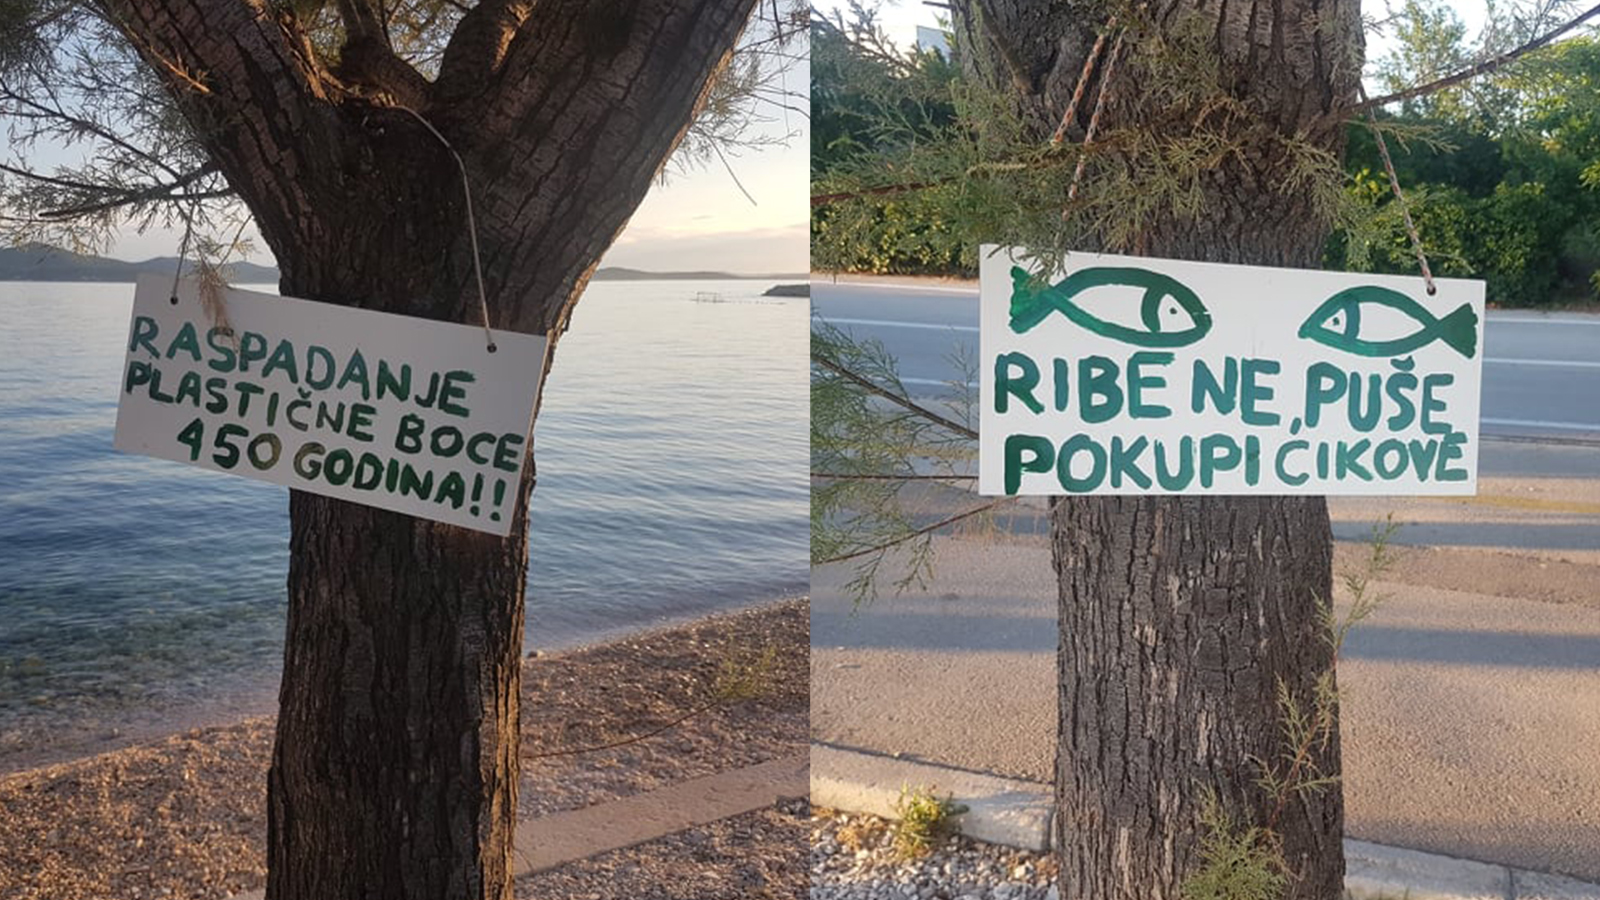 RASPADANJE
PLASTIČNE BOCE
450 GODINA!!
RIBE NE PUŠE,
POKUPI ČIKOVE